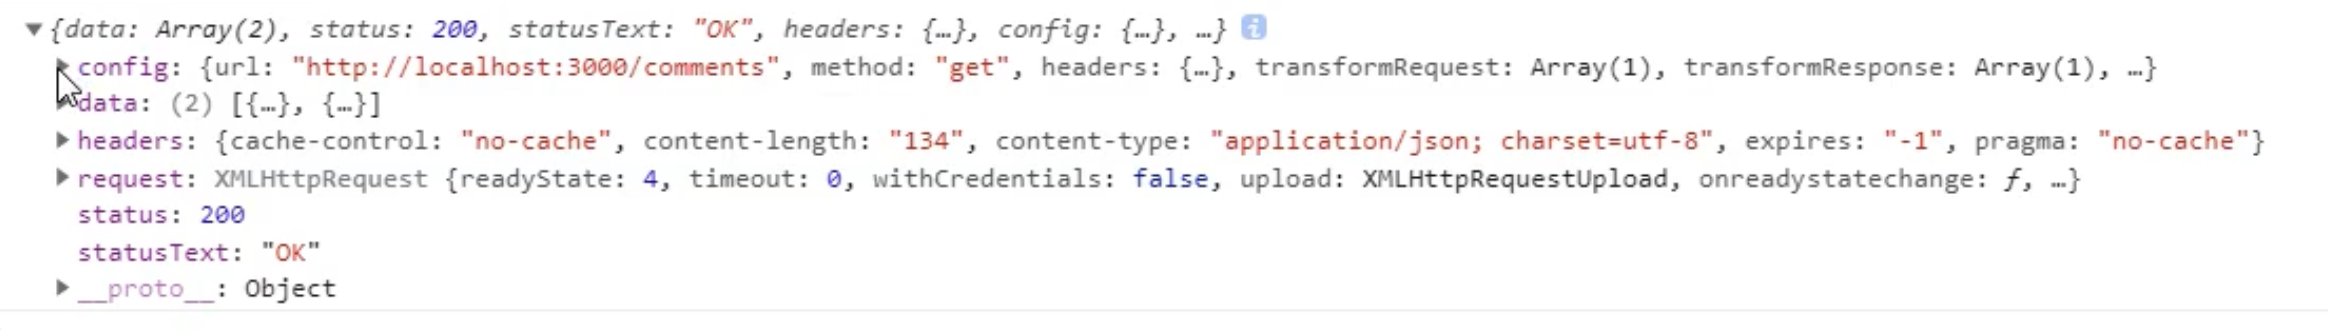 ▼{data: Array(2), status: 200, statusText: "OK", headers: {…}, config: {…}, …} i
▶config: {url: "http://localhost:3000/comments", method: "get", headers: {…}, transformRequest: Array(1), transformResponse: Array(1), …}
▶data: (2) [{…}, {…}]
▶headers: {cache-control: "no-cache", content-length: "134", content-type: "application/json; charset=utf-8", expires: "-1", pragma: "no-cache"}
▶request: XMLHttpRequest {readyState: 4, timeout: 0, withCredentials: false, upload: XMLHttpRequestUpload, onreadystatechange: ƒ, …}
status: 200
statusText: "OK"
▶__proto__: Object